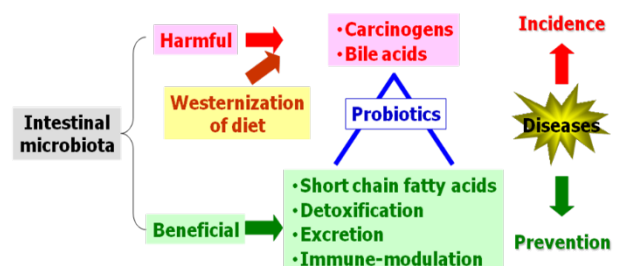 Incidence
Harmful
・Carcinogens
・Bile acids
Westernization
of diet
Intestinal
microbiota
Probiotics
Diseases
・Short chain fatty acids
・Detoxification
・Excretion
・Immune-modulation
Beneficial
Prevention